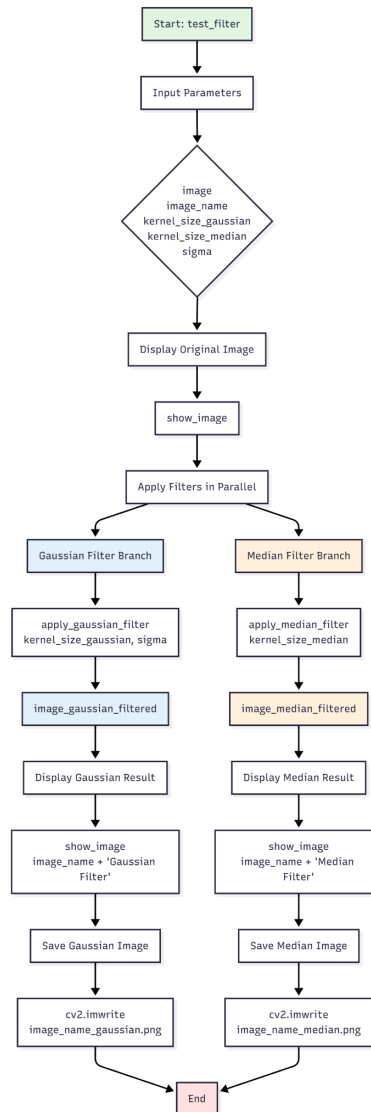 Start: test_filter
Input Parameters
image
image_name
kernel_size_gaussian
kernel_size_median
sigma
Display Original Image
show_image
Apply Filters in Parallel
Gaussian Filter Branch
Median Filter Branch
apply_gaussian_filter
kernel_size_gaussian, sigma
apply_median_filter
kernel_size_median
image_gaussian_filtered
image_median_filtered
Display Gaussian Result
Display Median Result
show_image
image_name + 'Gaussian
Filter'
show_image
image_name + 'Median
Filter'
Save Gaussian Image
Save Median Image
cv2.imwrite
image_name_gaussian.png
cv2.imwrite
image_name_median.png
End